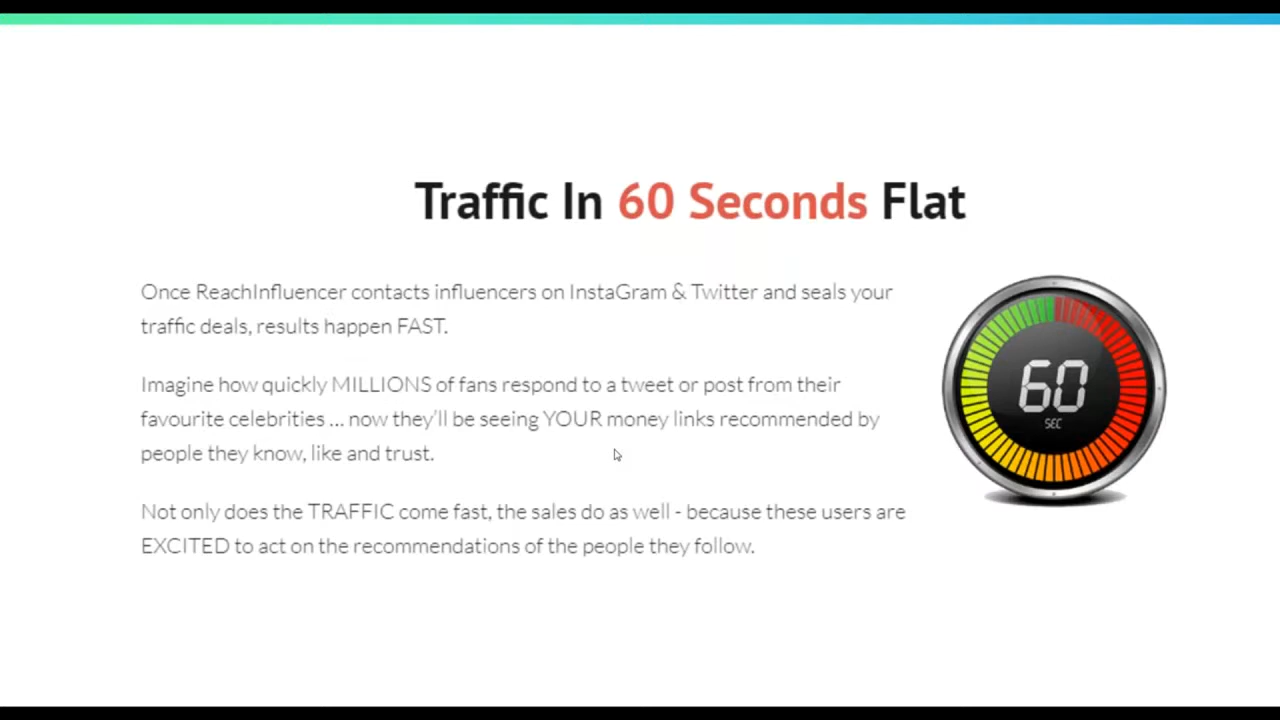 Traffic In 60 Seconds Flat
Once ReachInfluencer contacts influencers on InstaGram & Twitter and seals your
traffic deals, results happen FAST.
Imagine how quickly MILLIONS of fans respond to a tweet or post from their
favourite celebrities ... now they'll be seeing YOUR money links recommended by
people they know, like and trust.
Not only does the TRAFFIC come fast, the sales do as well - because these users are
EXCITED to act on the recommendations of the people they follow.
60
SEC